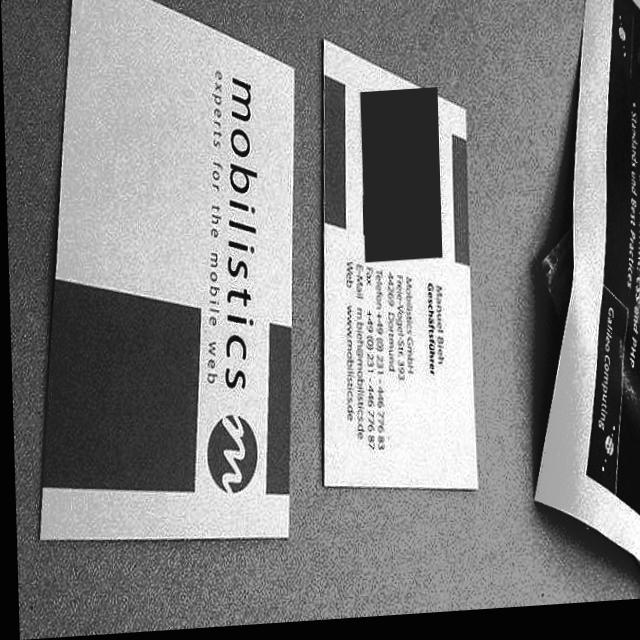 mobilistics
experts for the mobile web
m
Manuel Bieh
Geschäftsführer
Mobilistics GmbH
Freie-Vogel-Str. 393
44269 Dortmund
Telefon +49 (0) 231 - 446 776 83
Fax +49 (0) 231 - 446 776 87
E-Mail m.bieh@mobilistics.de
Web www.mobilistics.de
Galileo Computing